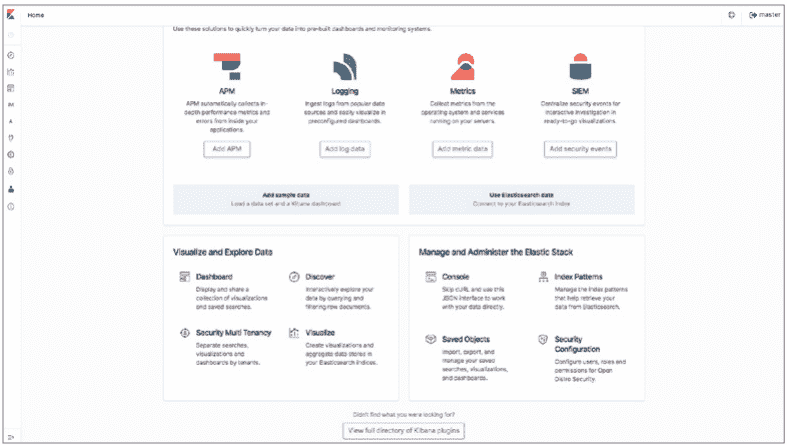 Home
master
Use these solutions to quickly turn your data into pre-built dashboards and monitoring systems.
APM
APM automatically collects in-
depth performance metrics and
errors from inside your
applications.
Add APM
Logging
Ingest logs from popular data
sources and easily visualize in
preconfigured dashboards.
Add log data
Metrics
Collect metrics from the
operating system and services
running on your servers.
Add metric data
SIEM
Centralize security events for
interactive investigation in
ready-to-go visualizations.
Add security events
Add sample data
Load a data set and a Kibana dashboard
Use Elasticsearch data
Connect to your Elasticsearch index
Visualize and Explore Data
Dashboard
Display and share a
collection of visualizations
and saved searches.
Discover
Interactively explore your
data by querying and
filtering raw documents.
Security Multi Tenancy
Separate searches,
visualizations and
dashboards by tenants.
Visualize
Create visualizations and
aggregate data stores in
your Elasticsearch indices.
Manage and Administer the Elastic Stack
Console
Skip cURL and use this
JSON interface to work
with your data directly.
Index Patterns
Manage the index patterns
that help retrieve your
data from Elasticsearch.
Saved Objects
Import, export, and
manage your saved
searches, visualizations,
and dashboards.
Security
Configuration
Configure users, roles and
permissions for Open
Distro Security.
Didn't find what you were looking for?
View full directory of Kibana plugins